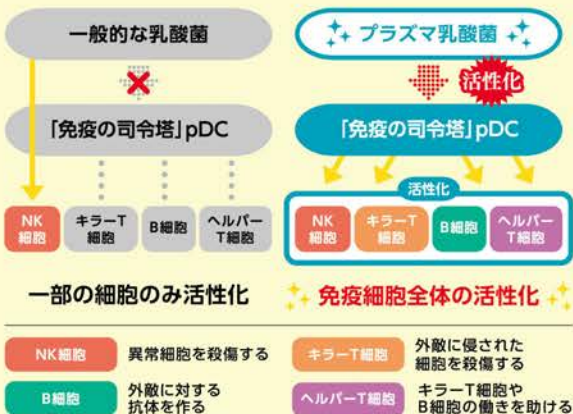 一般的な乳酸菌
「免疫の司令塔」pDC
NK
細胞
キラーT
細胞
B細胞
ヘルパー
T細胞
一部の細胞のみ活性化
プラズマ乳酸菌
活性化
「免疫の司令塔」pDC
活性化
NK
細胞
キラーT
細胞
B細胞
ヘルパー
T細胞
免疫細胞全体の活性化
NK細胞
異常細胞を殺傷する
キラーT細胞
外敵に侵された
細胞を殺傷する
B細胞
外敵に対する
抗体を作る
ヘルパーT細胞
キラーT細胞や
B細胞の働きを助ける